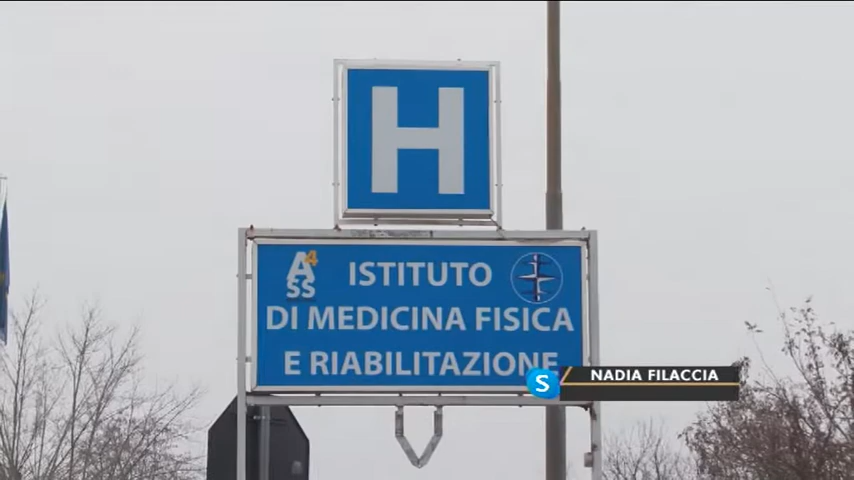 H
A4
SS
ISTITUTO
DI MEDICINA FISICA
E RIABILITAZIONE
S
NADIA FILACCIA